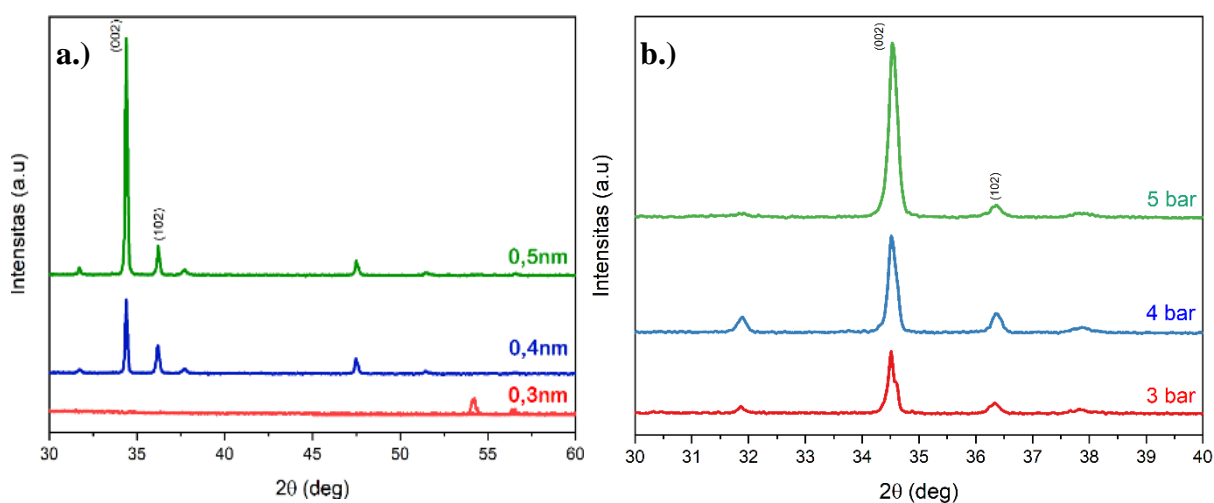 a.)
(002)
(102)
0,5nm
0,4nm
0,3nm
Intensitas (a.u)
30 35 40 45 50 55 60
2θ (deg)
b.)
(002)
(102)
5 bar
4 bar
3 bar
Intensitas (a.u)
30 31 32 33 34 35 36 37 38 39 40
2θ (deg)